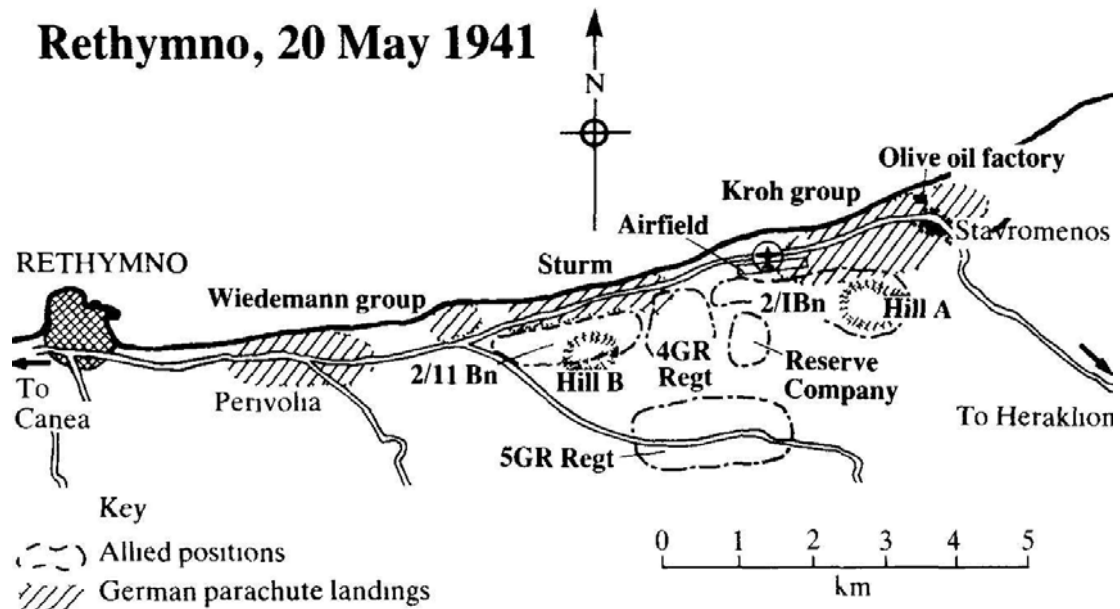 Rethymno, 20 May 1941
N
Olive oil factory
Kroh group
Airfield
Stavromenos
RETHYMNO
Sturm
Wiedemann group
2/IBn
Hill A
4GR
Regt
Reserve
Company
2/11 Bn
Hill B
To
Canea
Perivolia
To Heraklion
5GR Regt
Key
Allied positions
German parachute landings
0 1 2 3 4 5
km